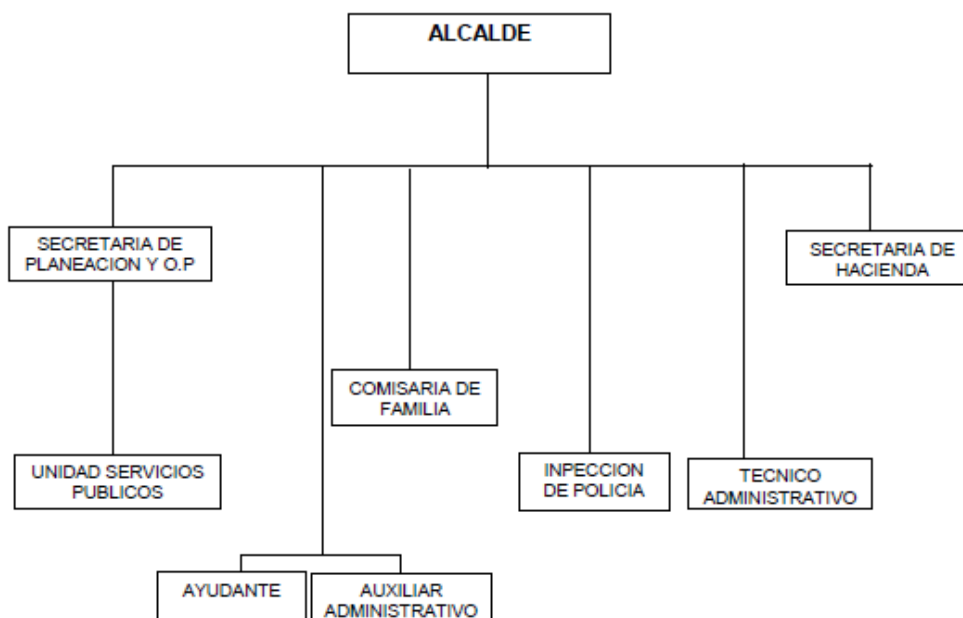 ALCALDE
SECRETARIA DE
PLANEACION Y O.P
SECRETARIA DE
HACIENDA
COMISARIA DE
FAMILIA
UNIDAD SERVICIOS
PUBLICOS
INPECCION
DE POLICIA
TECNICO
ADMINISTRATIVO
AYUDANTE
AUXILIAR
ADMINISTRATIVO